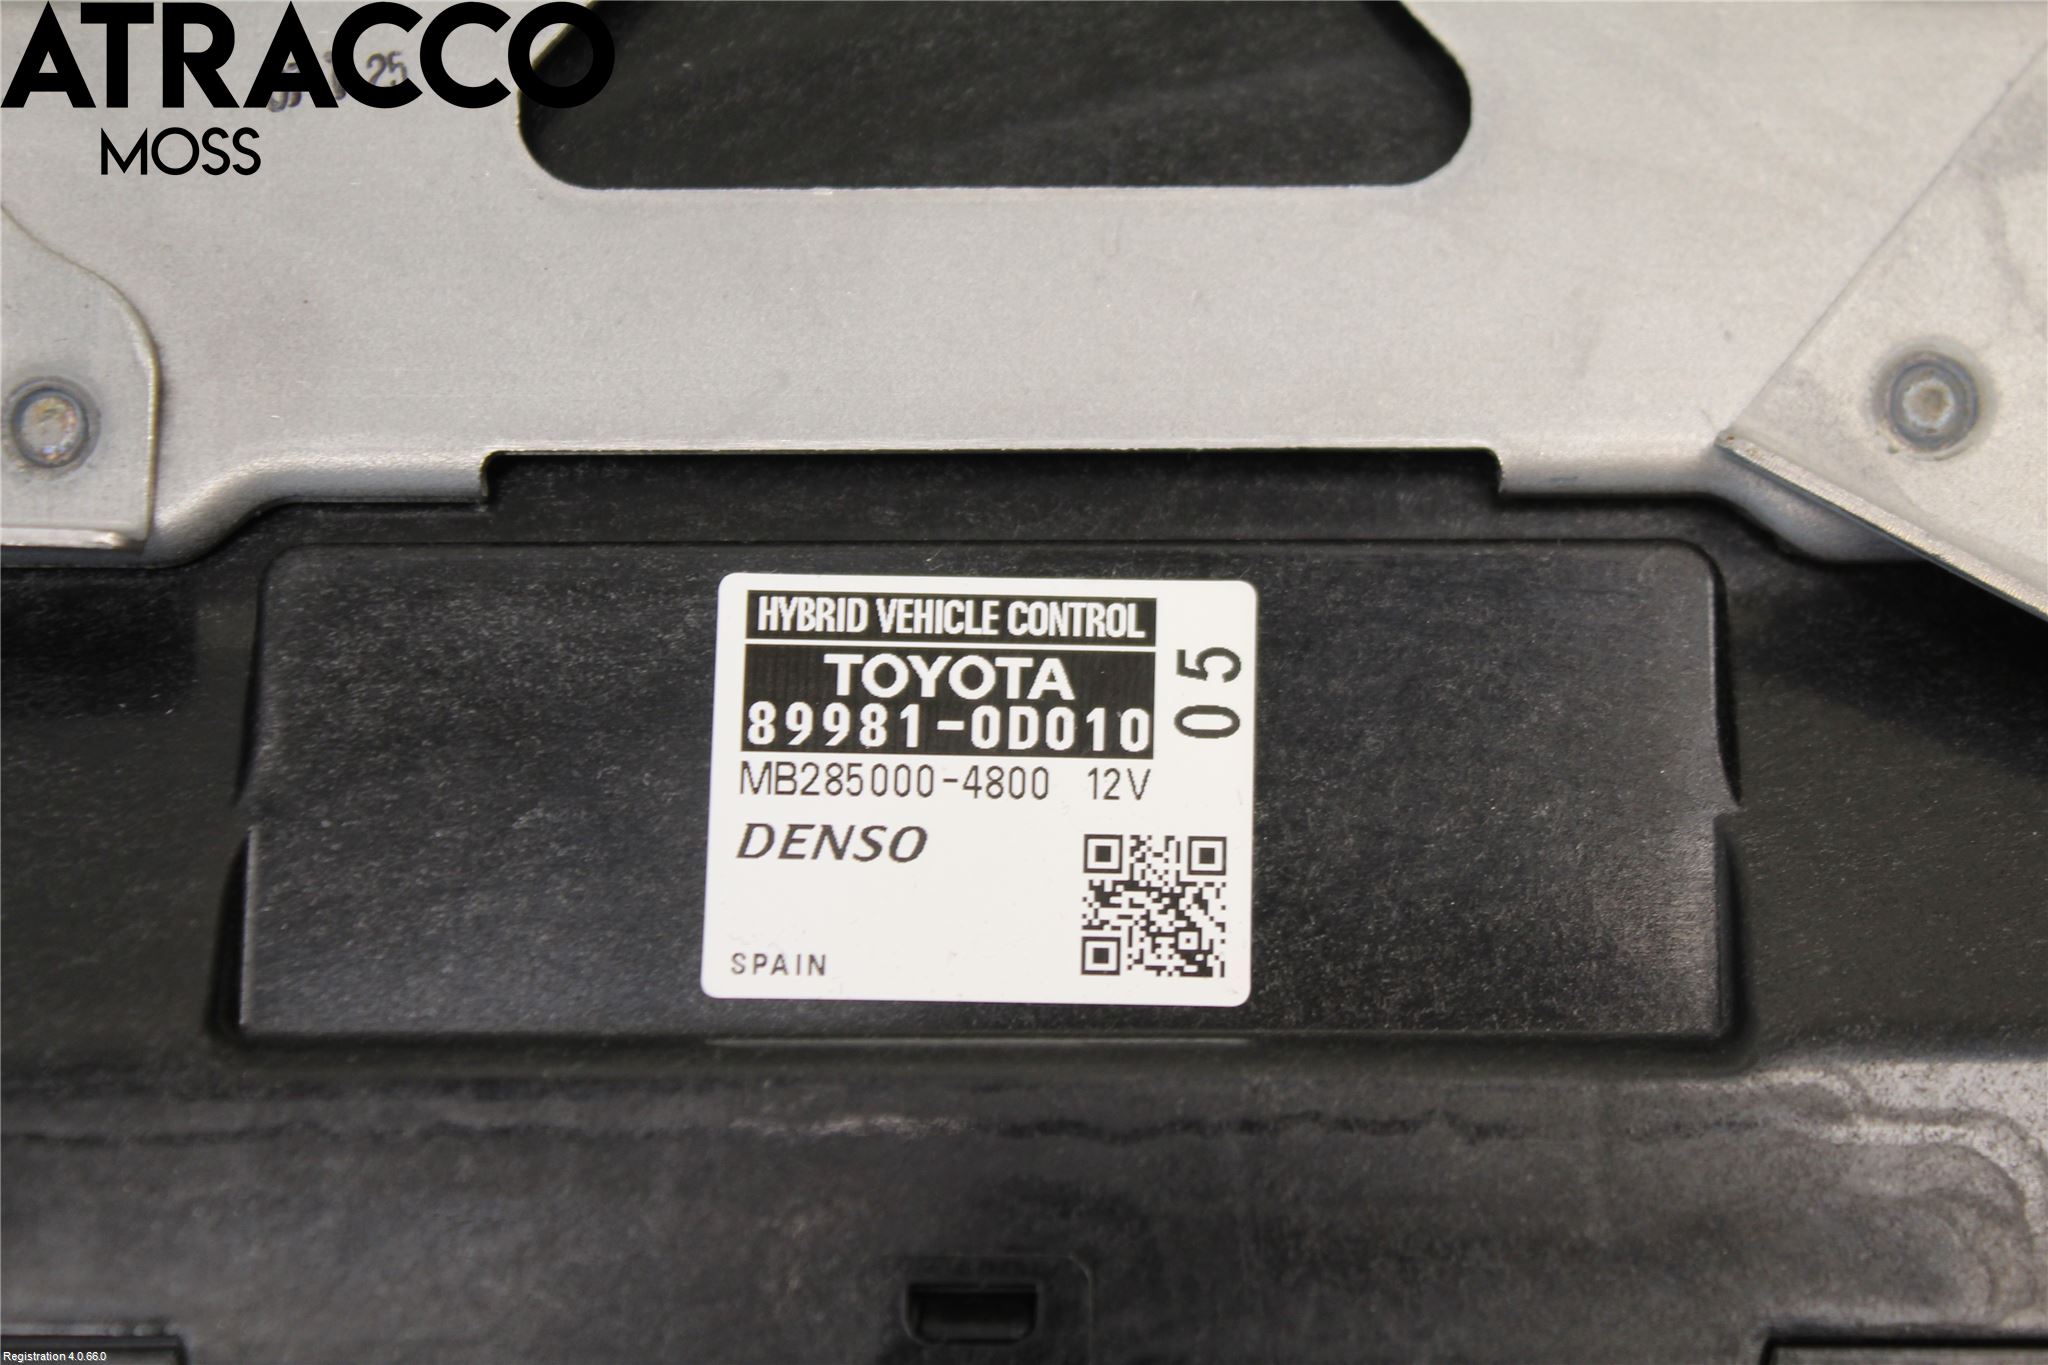 ATRACCO
MOSS
HYBRID VEHICLE CONTROL
TOYOTA
89981-0D010
05
MB285000-4800 12V
DENSO
SPAIN
Registration 4.0.66.0